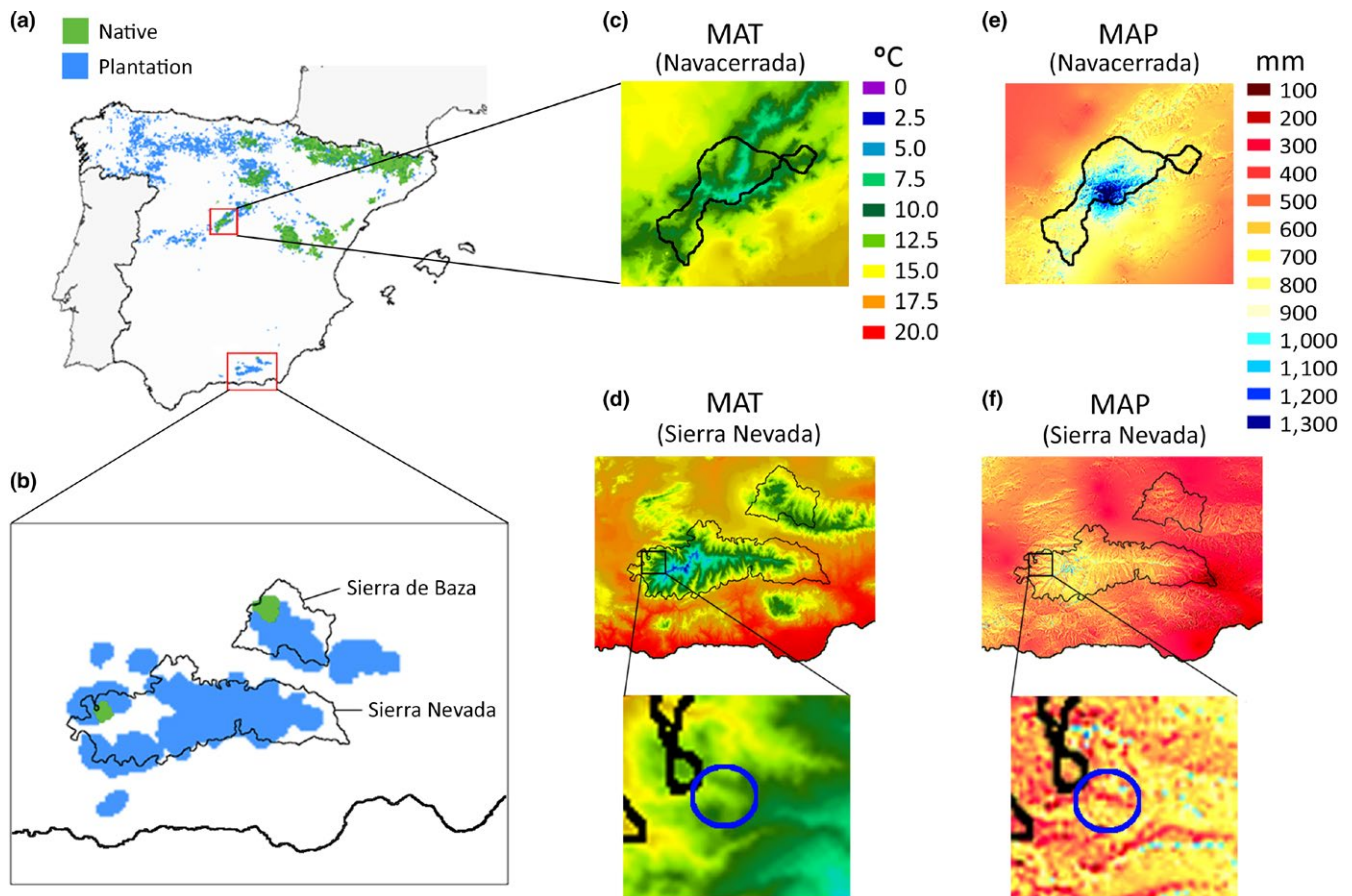 (a)
Native
Plantation
(b)
Sierra de Baza
Sierra Nevada
(c)
MAT
(Navacerrada)
°C
0
2.5
5.0
7.5
10.0
12.5
15.0
17.5
20.0
(e)
MAP
(Navacerrada)
mm
100
200
300
400
500
600
700
800
900
1,000
1,100
1,200
1,300
(d)
MAT
(Sierra Nevada)
(f)
MAP
(Sierra Nevada)